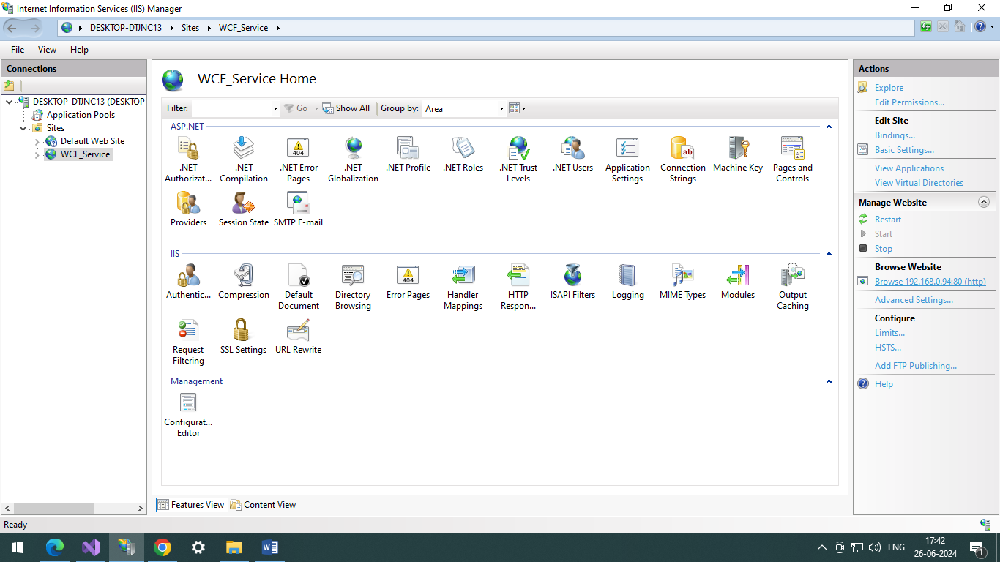 Internet Information Services (IIS) Manager
DESKTOP-DTJNC13 Sites WCF_Service
File View Help
Connections
DESKTOP-DTJNC13 (DESKTOP-
Application Pools
Sites
Default Web Site
WCF_Service
WCF_Service Home
Filter: Go Show All Group by: Area
ASP.NET
.NET Authorizat...
.NET Compilation
404
.NET Error Pages
.NET Globalization
.NET Profile
.NET Roles
.NET Trust Levels
.NET Users
Application Settings
ab
Connection Strings
Machine Key
Pages and Controls
Providers
Session State
SMTP E-mail
IIS
Authentic...
Compression
Default Document
Directory Browsing
404
Error Pages
Handler Mappings
HTTP Respon...
ISAPI Filters
Logging
MIME Types
Modules
Output Caching
Request Filtering
SSL Settings
URL Rewrite
Management
Configurat... Editor
Features View Content View
Actions
Explore
Edit Permissions...
Edit Site
Bindings...
Basic Settings...
View Applications
View Virtual Directories
Manage Website
Restart
Start
Stop
Browse Website
Browse 192.168.0.94:80 (http)
Advanced Settings...
Configure
Limits...
HSTS...
Add FTP Publishing...
Help
Ready
ENG
17:42
26-06-2024
1